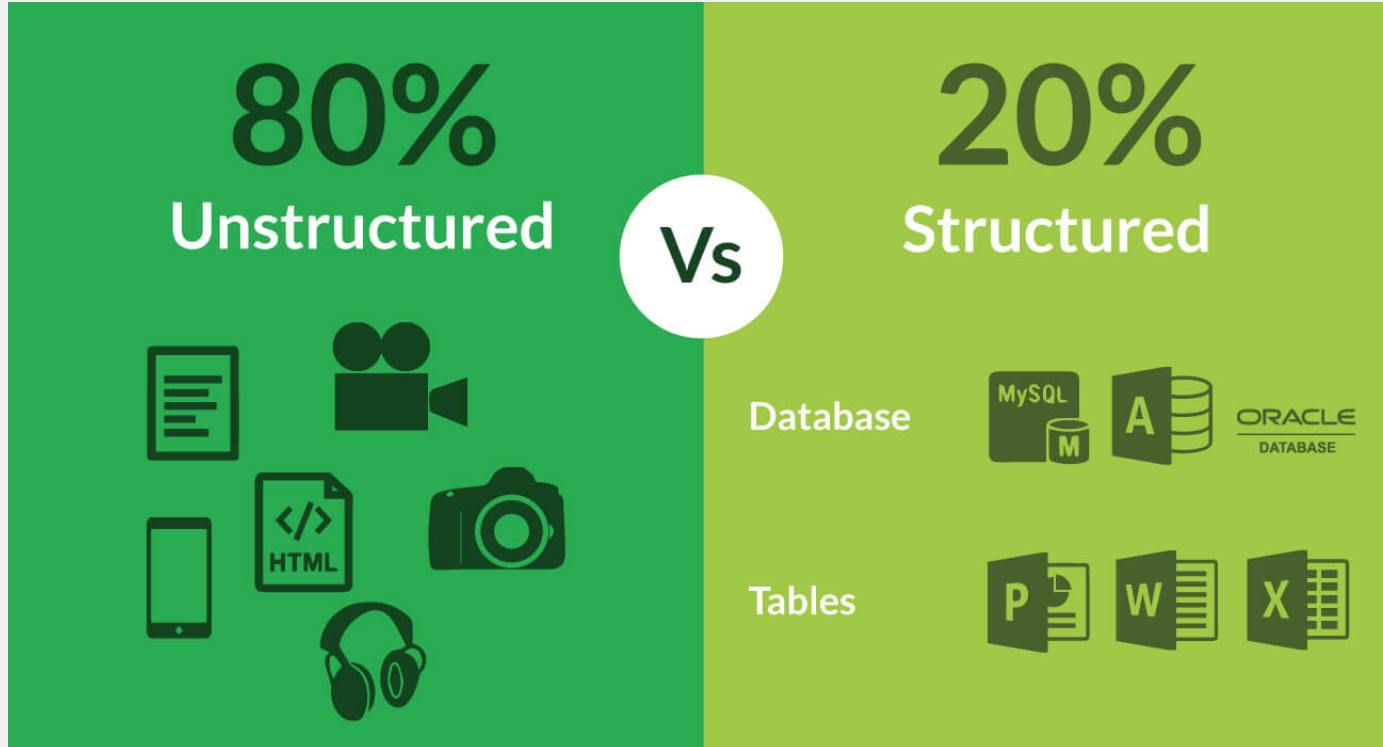 80%
Unstructured
</>
HTML
Vs
20%
Structured
Database
MySQL
M
A
ORACLE
DATABASE
Tables
P
W
X